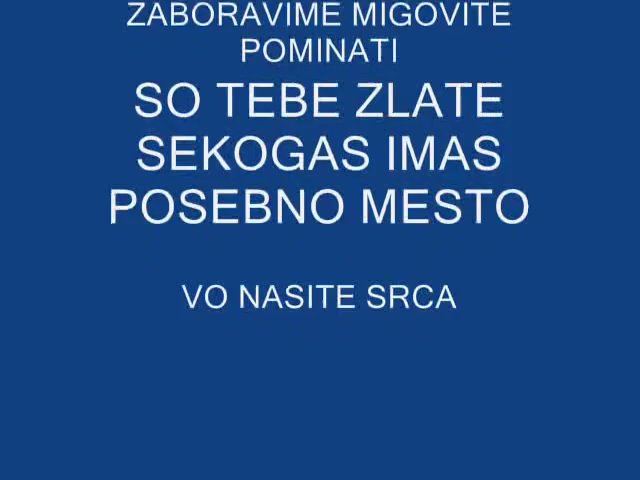 ZABORAVIME MIGOVITE
POMINATI
SO TEBE ZLATE
SEKOGAS IMAS
POSEBNO MESTO
VO NASITE SRCA